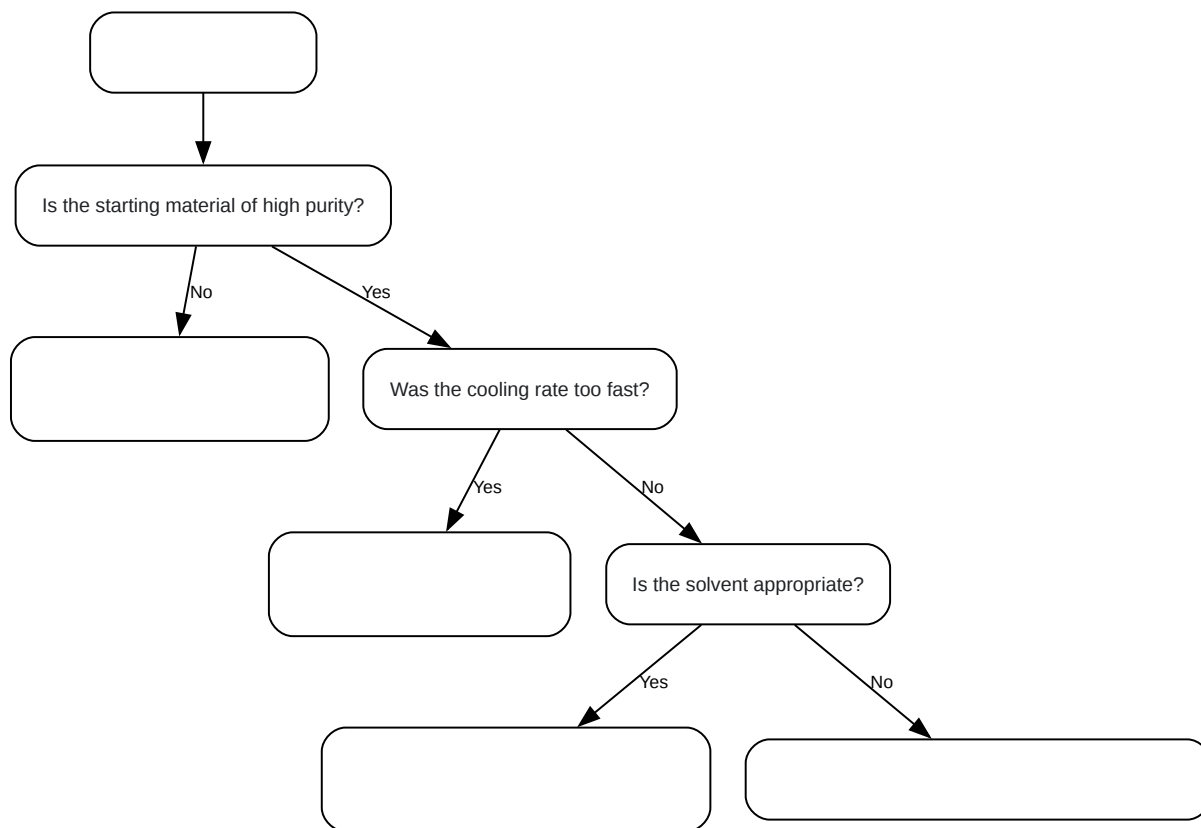 Is the starting material of high purity?
No
Yes
Was the cooling rate too fast?
Yes
No
Is the solvent appropriate?
Yes
No